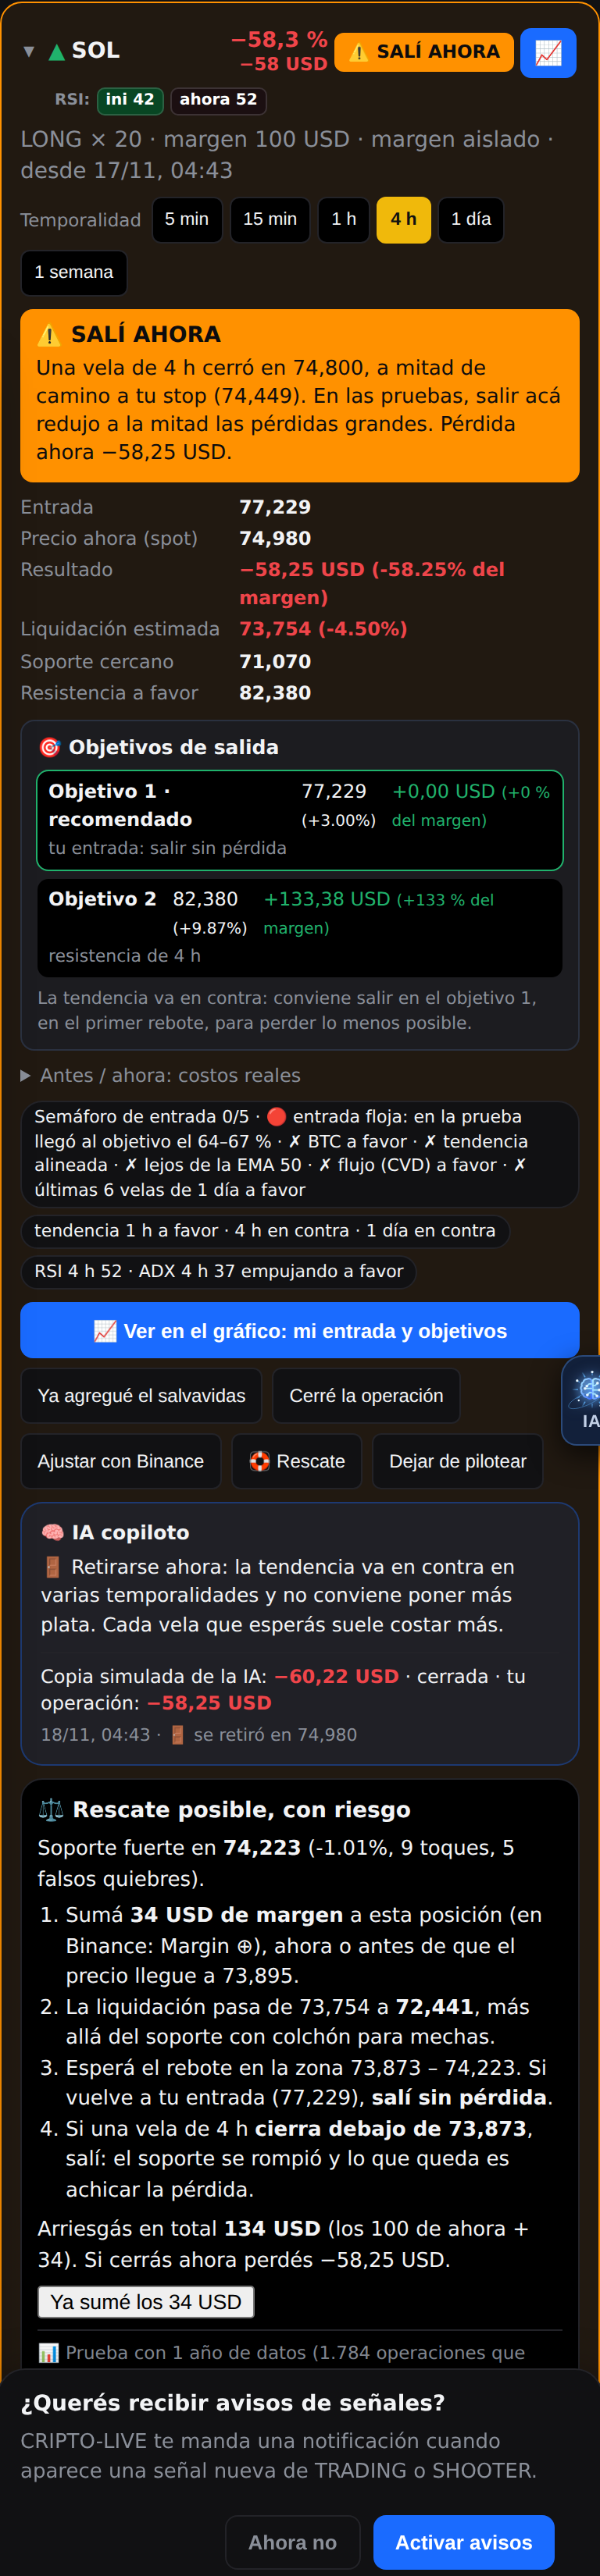 ▼ ▲ SOL
−58,3 %
−58 USD
⚠️ SALÍ AHORA
RSI: ini 42 ahora 52
LONG × 20 · margen 100 USD · margen aislado ·
desde 17/11, 04:43
Temporalidad 5 min 15 min 1 h 4 h 1 día
1 semana
⚠️ SALÍ AHORA
Una vela de 4 h cerró en 74,800, a mitad de
camino a tu stop (74,449). En las pruebas, salir acá
redujo a la mitad las pérdidas grandes. Pérdida
ahora −58,25 USD.
Entrada 77,229
Precio ahora (spot) 74,980
Resultado −58,25 USD (-58.25% del
margen)
Liquidación estimada 73,754 (-4.50%)
Soporte cercano 71,070
Resistencia a favor 82,380
🎯 Objetivos de salida
Objetivo 1 · 77,229 +0,00 USD (+0 %
recomendado (+3.00%) del margen)
tu entrada: salir sin pérdida
Objetivo 2 82,380 +133,38 USD (+133 % del
(+9.87%) margen)
resistencia de 4 h
La tendencia va en contra: conviene salir en el objetivo 1,
en el primer rebote, para perder lo menos posible.
▶ Antes / ahora: costos reales
Semáforo de entrada 0/5 · 🔴 entrada floja: en la prueba
llegó al objetivo el 64–67 % · ✗ BTC a favor · ✗ tendencia
alineada · ✗ lejos de la EMA 50 · ✗ flujo (CVD) a favor · ✗
últimas 6 velas de 1 día a favor
tendencia 1 h a favor · 4 h en contra · 1 día en contra
RSI 4 h 52 · ADX 4 h 37 empujando a favor
📈 Ver en el gráfico: mi entrada y objetivos
Ya agregué el salvavidas Cerré la operación
IA
Ajustar con Binance 🛟 Rescate Dejar de pilotear
🧠 IA copiloto
🚪 Retirarse ahora: la tendencia va en contra en
varias temporalidades y no conviene poner más
plata. Cada vela que esperás suele costar más.
Copia simulada de la IA: −60,22 USD · cerrada · tu
operación: −58,25 USD
18/11, 04:43 · 🚪 se retiró en 74,980
⚖️ Rescate posible, con riesgo
Soporte fuerte en 74,223 (-1.01%, 9 toques, 5
falsos quiebres).
1. Sumá 34 USD de margen a esta posición (en
Binance: Margin ⊕), ahora o antes de que el
precio llegue a 73,895.
2. La liquidación pasa de 73,754 a 72,441, más
allá del soporte con colchón para mechas.
3. Esperá el rebote en la zona 73,873 – 74,223. Si
vuelve a tu entrada (77,229), salí sin pérdida.
4. Si una vela de 4 h cierra debajo de 73,873,
salí: el soporte se rompió y lo que queda es
achicar la pérdida.
Arriesgás en total 134 USD (los 100 de ahora +
34). Si cerrás ahora perdés −58,25 USD.
Ya sumé los 34 USD
📊 Prueba con 1 año de datos (1.784 operaciones que
¿Querés recibir avisos de señales?
CRIPTO-LIVE te manda una notificación cuando
aparece una señal nueva de TRADING o SHOOTER.
Ahora no Activar avisos